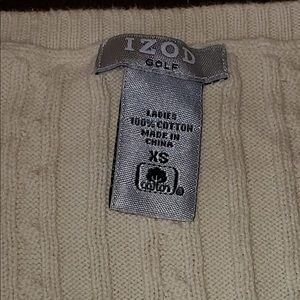 IZOD
GOLF
LADIES
100% COTTON
MADE IN
CHINA
XS
cotton